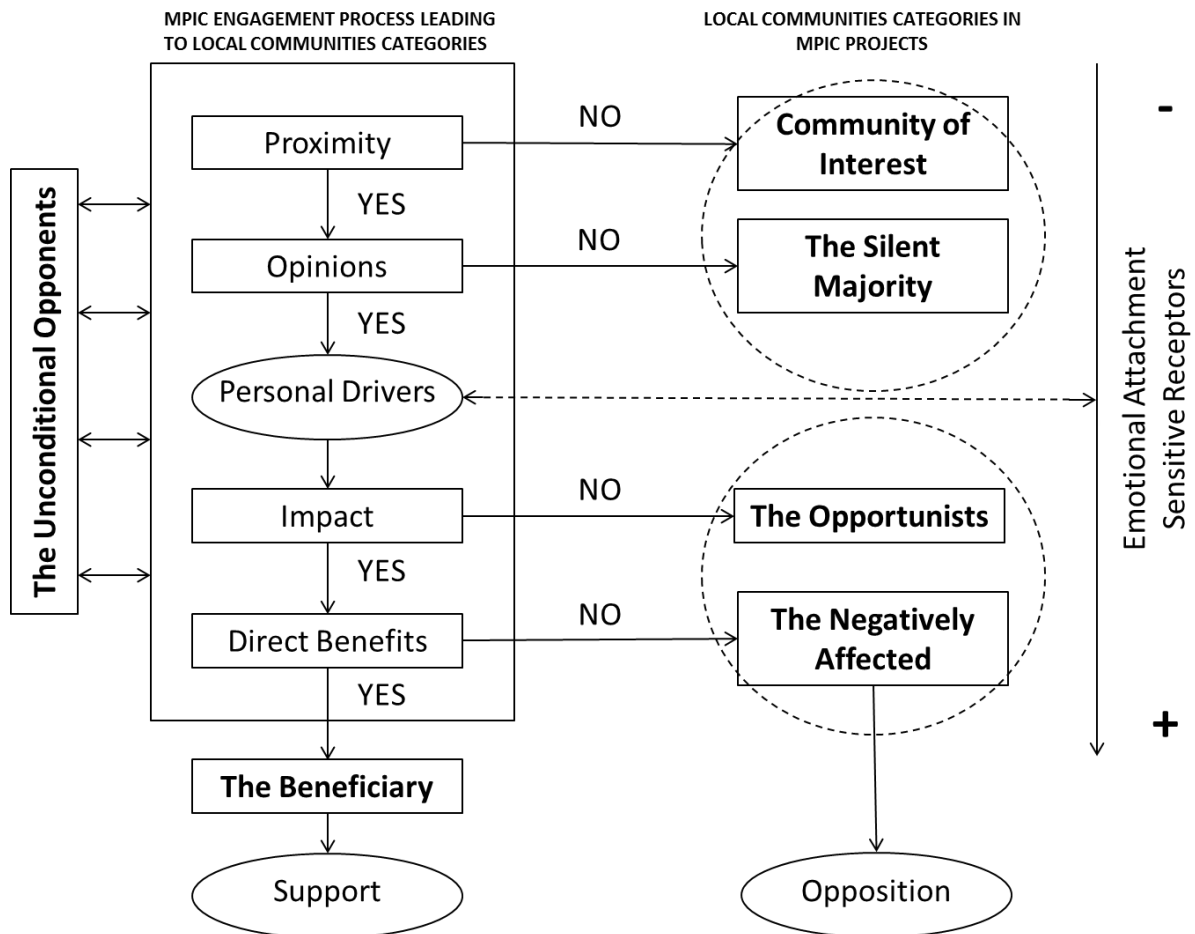 MPIC ENGAGEMENT PROCESS LEADING
TO LOCAL COMMUNITIES CATEGORIES
LOCAL COMMUNITIES CATEGORIES IN
MPIC PROJECTS
The Unconditional Opponents
Proximity
NO
Community of
Interest
YES
Opinions
NO
The Silent
Majority
YES
Personal Drivers
Impact
NO
The Opportunists
YES
Direct Benefits
NO
The Negatively
Affected
YES
The Beneficiary
Support
Opposition
-
Emotional Attachment
Sensitive Receptors
+